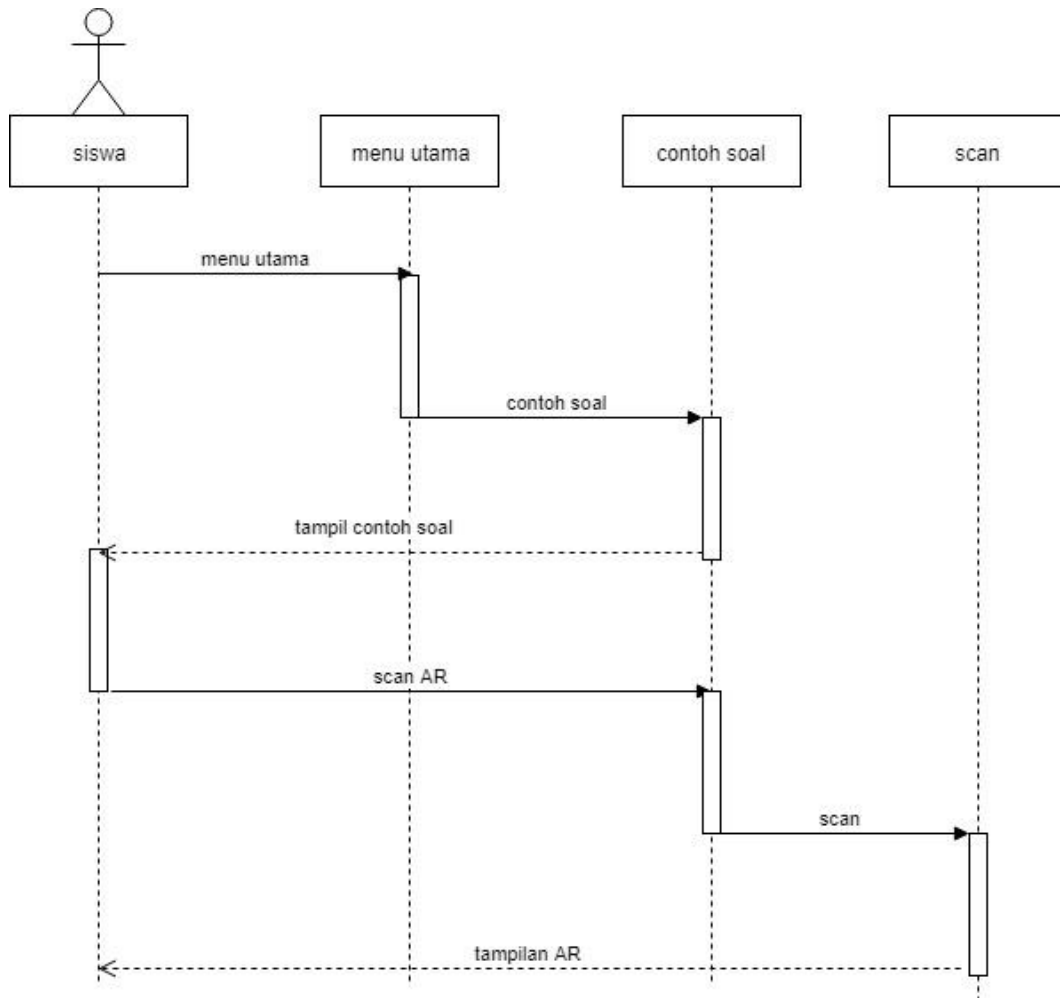 siswa
menu utama
contoh soal
scan
menu utama
contoh soal
tampil contoh soal
scan AR
scan
tampilan AR